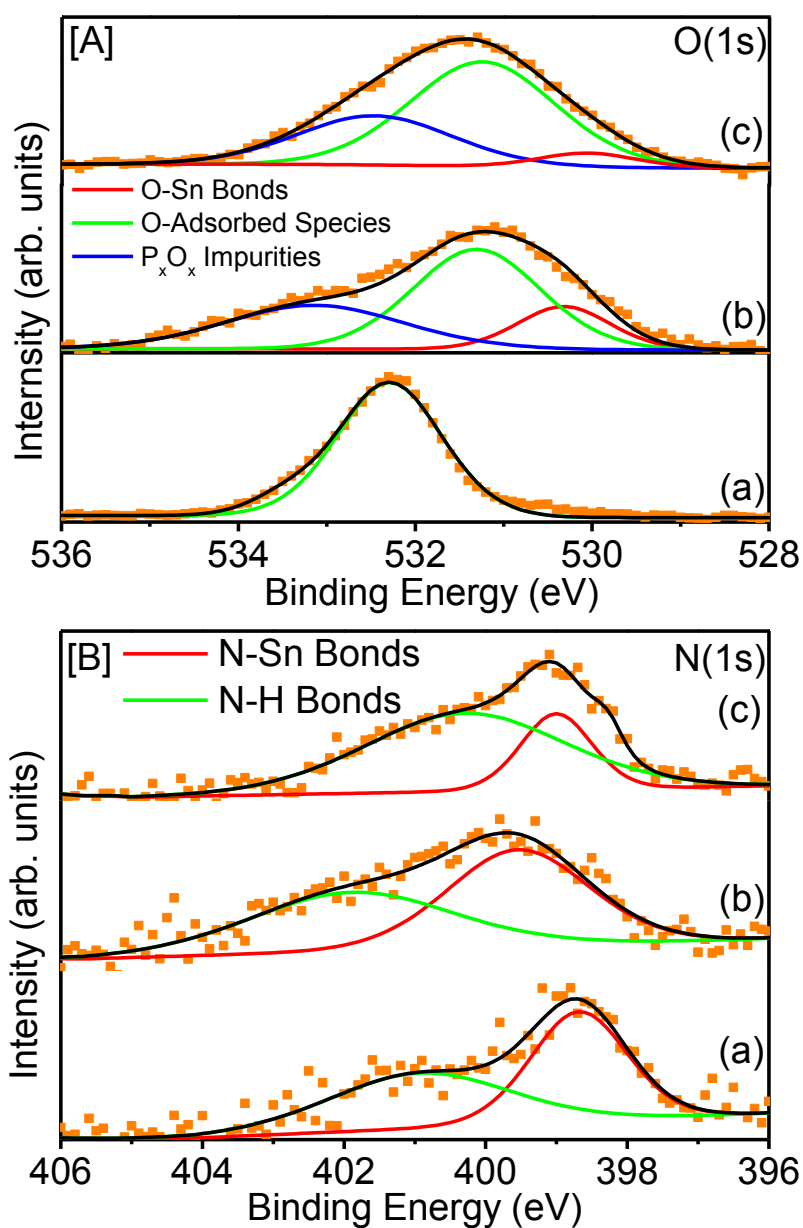 [A] O(1s)
(c)
O-Sn Bonds
O-Adsorbed Species
PxOx Impurities
(b)
(a)
Internsity (arb. units)
536 534 532 530 528
Binding Energy (eV)
[B] N-Sn Bonds N(1s)
N-H Bonds (c)
(b)
(a)
Intensity (arb. units)
406 404 402 400 398 396
Binding Energy (eV)